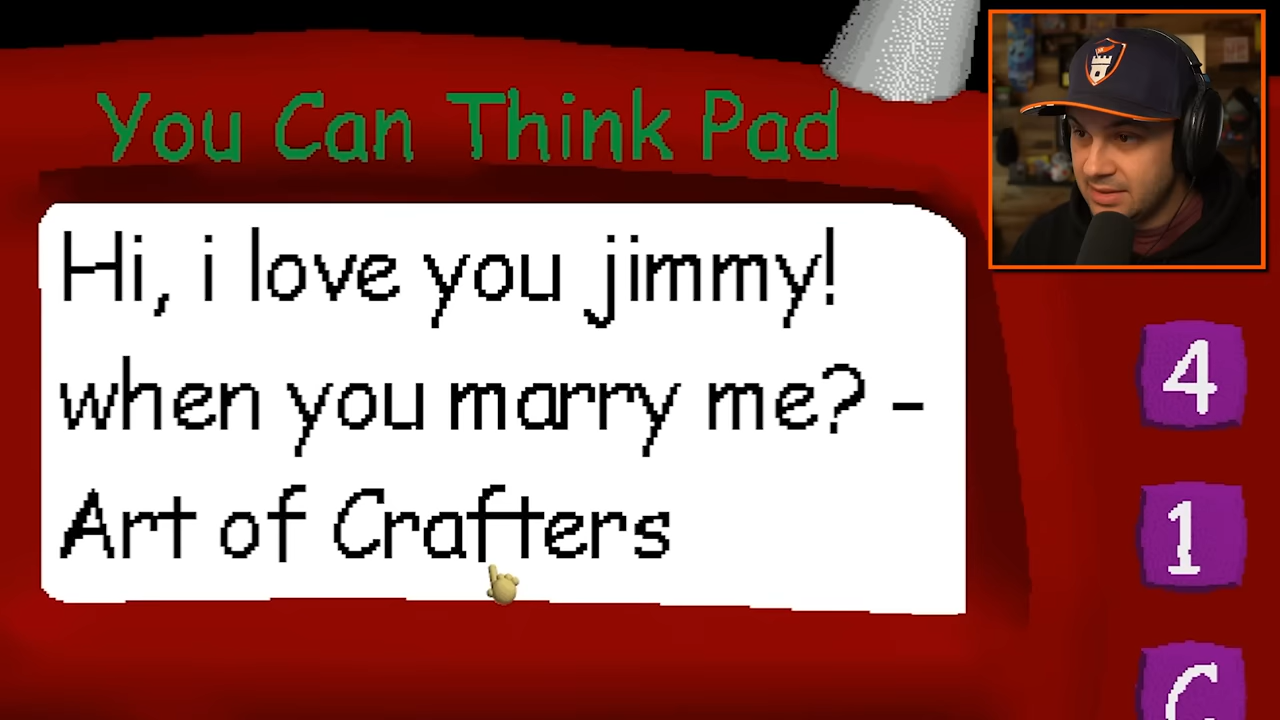 You Can Think Pad
Hi, i love you jimmy!
when you marry me? -
Art of Crafters
4
1
C